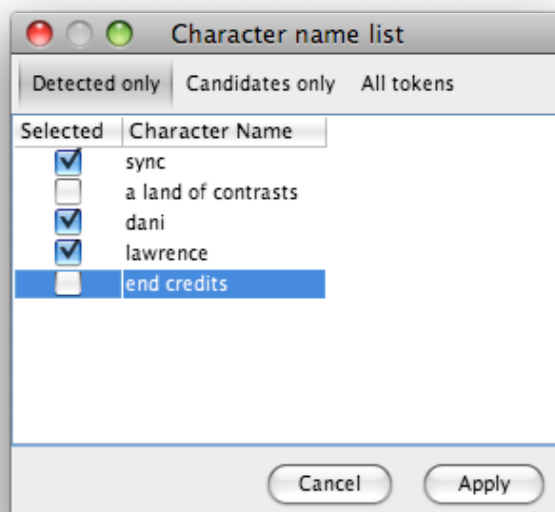 Character name list
Detected only Candidates only All tokens
Selected Character Name
sync
a land of contrasts
dani
lawrence
end credits
Cancel Apply